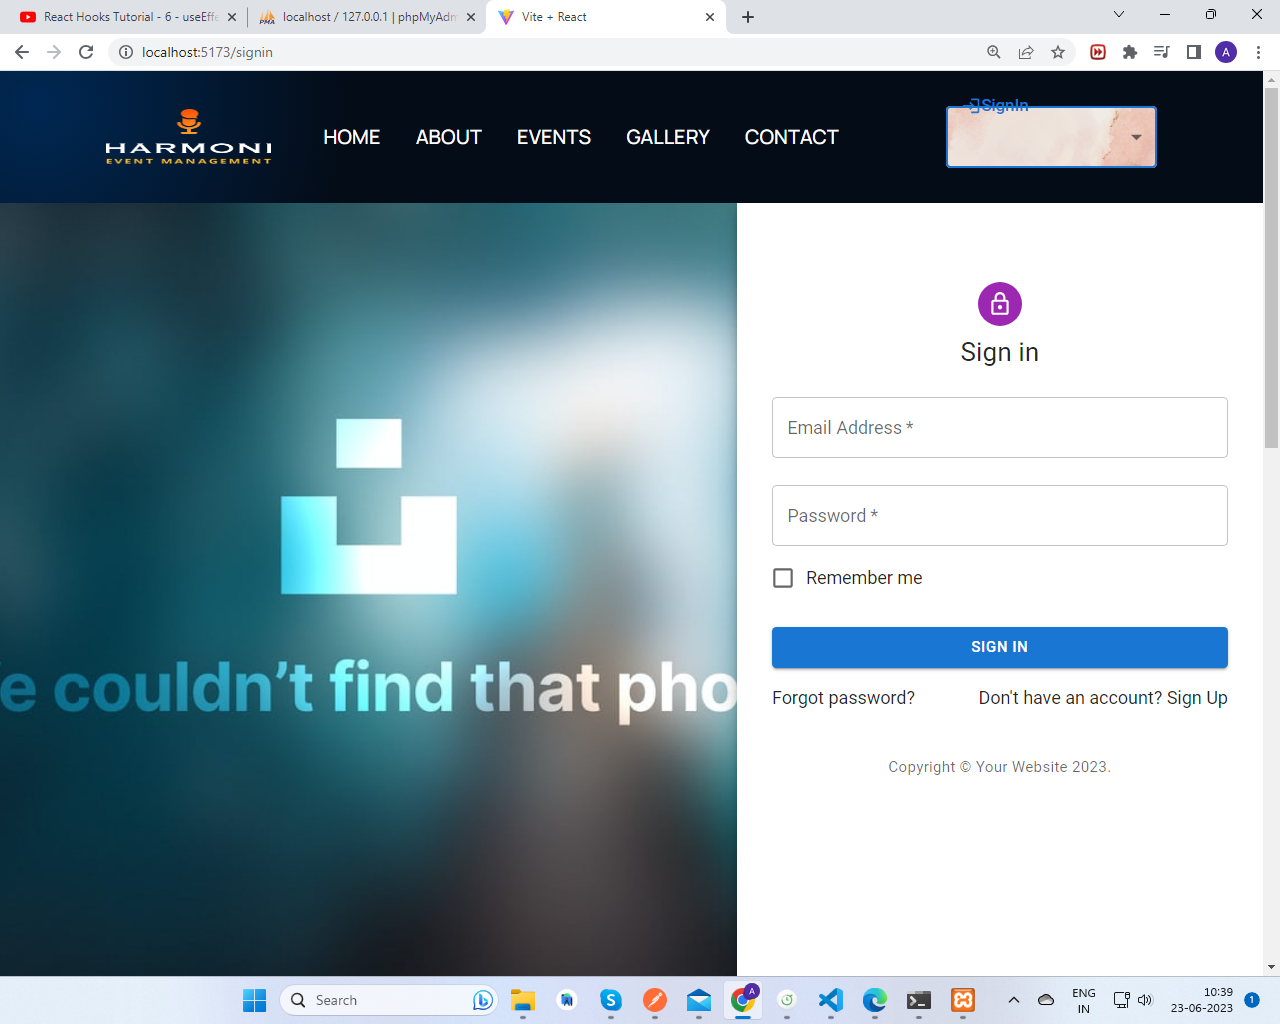 React Hooks Tutorial - 6 - useEffe
localhost / 127.0.0.1 | phpMyAdm
Vite + React
localhost:5173/signin
A
HARMONI
EVENT MANAGEMENT
HOME
ABOUT
EVENTS
GALLERY
CONTACT
SignIn
Sign in
Email Address *
Password *
Remember me
SIGN IN
Forgot password?
Don't have an account? Sign Up
Copyright © Your Website 2023.
e couldn't find that pho
Search
A
ENG
IN
10:39
23-06-2023
1